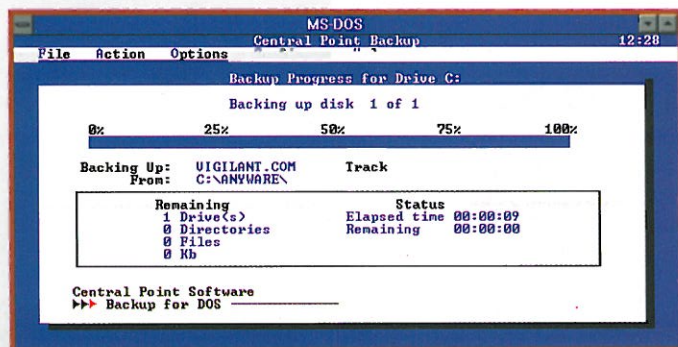 MS-DOS
Central Point Backup 12:28
File Action Options
Backup Progress for Drive C:
Backing up disk 1 of 1
0% 25% 50% 75% 100%
Backing Up: VIGILANT.COM Track
From: C:\ANYWARE\
Remaining Status
1 Drive(s) Elapsed time 00:00:09
0 Directories Remaining 00:00:00
0 Files
0 Kb
Central Point Software
Backup for DOS